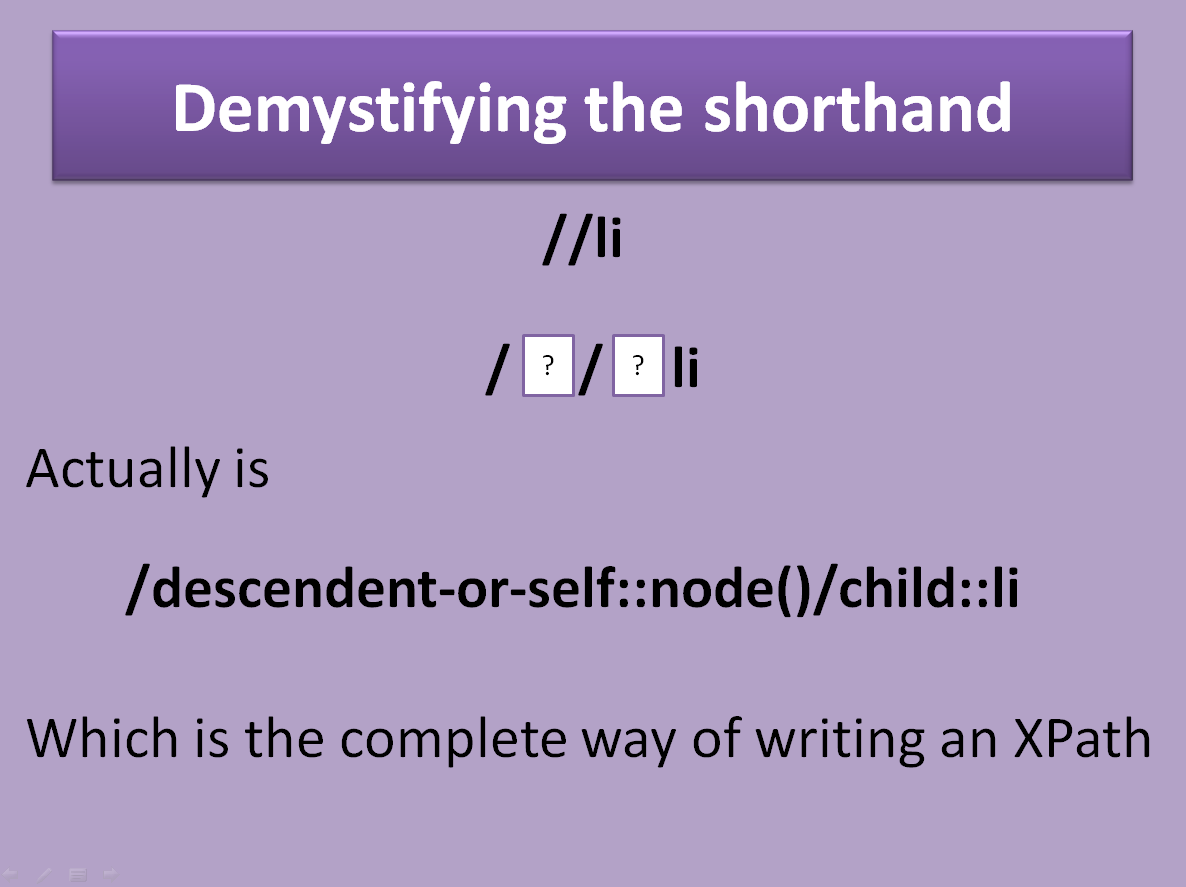 Demystifying the shorthand
//li
/ ? / ? li
Actually is
/descendent-or-self::node()/child::li
Which is the complete way of writing an XPath